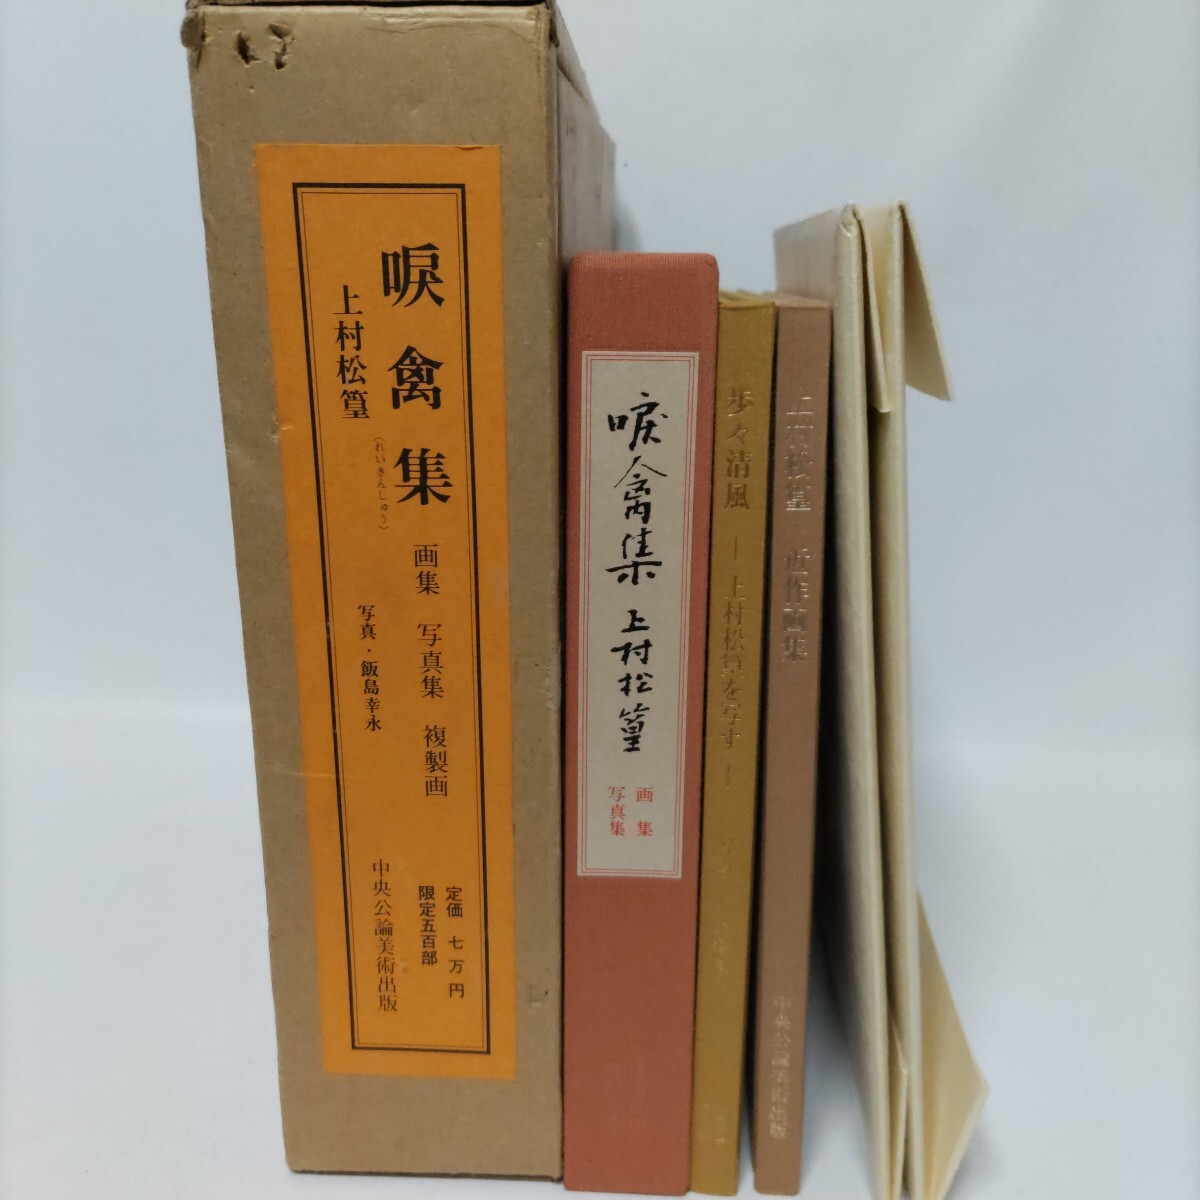 唳禽集
(れいきんしゅう)
画集 写真集 複製画
上村松篁
写真・飯島幸永
定価 七万円
限定五百部
中央公論美術出版
唳禽集 上村松篁
画集
写真集
歩々清風 ― 上村松篁を写す ―
上村松篁 近作画集
中央公論美術出版